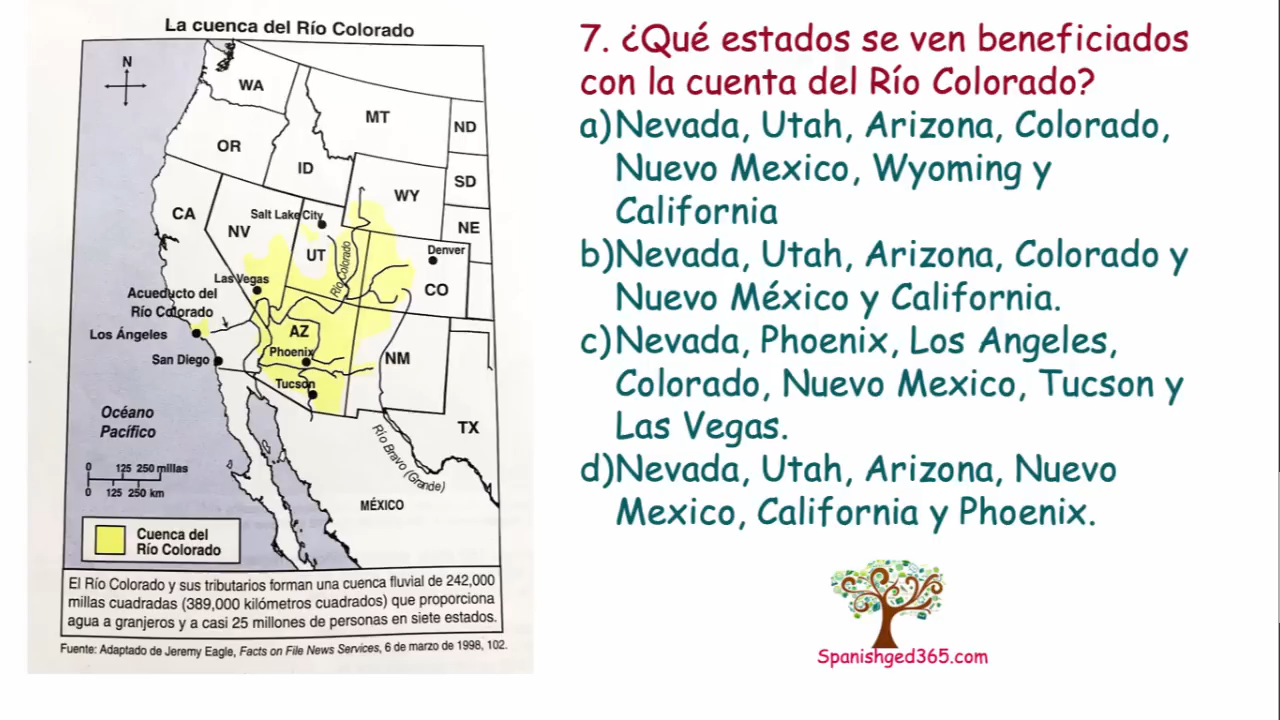 La cuenca del Río Colorado
N
WA
MT
ND
OR
ID
SD
WY
CA
Salt Lake City
NE
NV
UT
Denver
Río Colorado
Las Vegas
CO
Acueducto del
Río Colorado
Los Ángeles
AZ
Phoenix
San Diego
NM
Tucson
Océano
Pacífico
TX
Río Bravo (Grande)
0 125 250 millas
0 125 250 km
MÉXICO
Cuenca del
Río Colorado
El Río Colorado y sus tributarios forman una cuenca fluvial de 242,000
millas cuadradas (389,000 kilómetros cuadrados) que proporciona
agua a granjeros y a casi 25 millones de personas en siete estados.
Fuente: Adaptado de Jeremy Eagle, Facts on File News Services, 6 de marzo de 1998, 102.
7. ¿Qué estados se ven beneficiados
con la cuenta del Río Colorado?
a)Nevada, Utah, Arizona, Colorado,
Nuevo Mexico, Wyoming y
California
b)Nevada, Utah, Arizona, Colorado y
Nuevo México y California.
c)Nevada, Phoenix, Los Angeles,
Colorado, Nuevo Mexico, Tucson y
Las Vegas.
d)Nevada, Utah, Arizona, Nuevo
Mexico, California y Phoenix.
Spanishged365.com